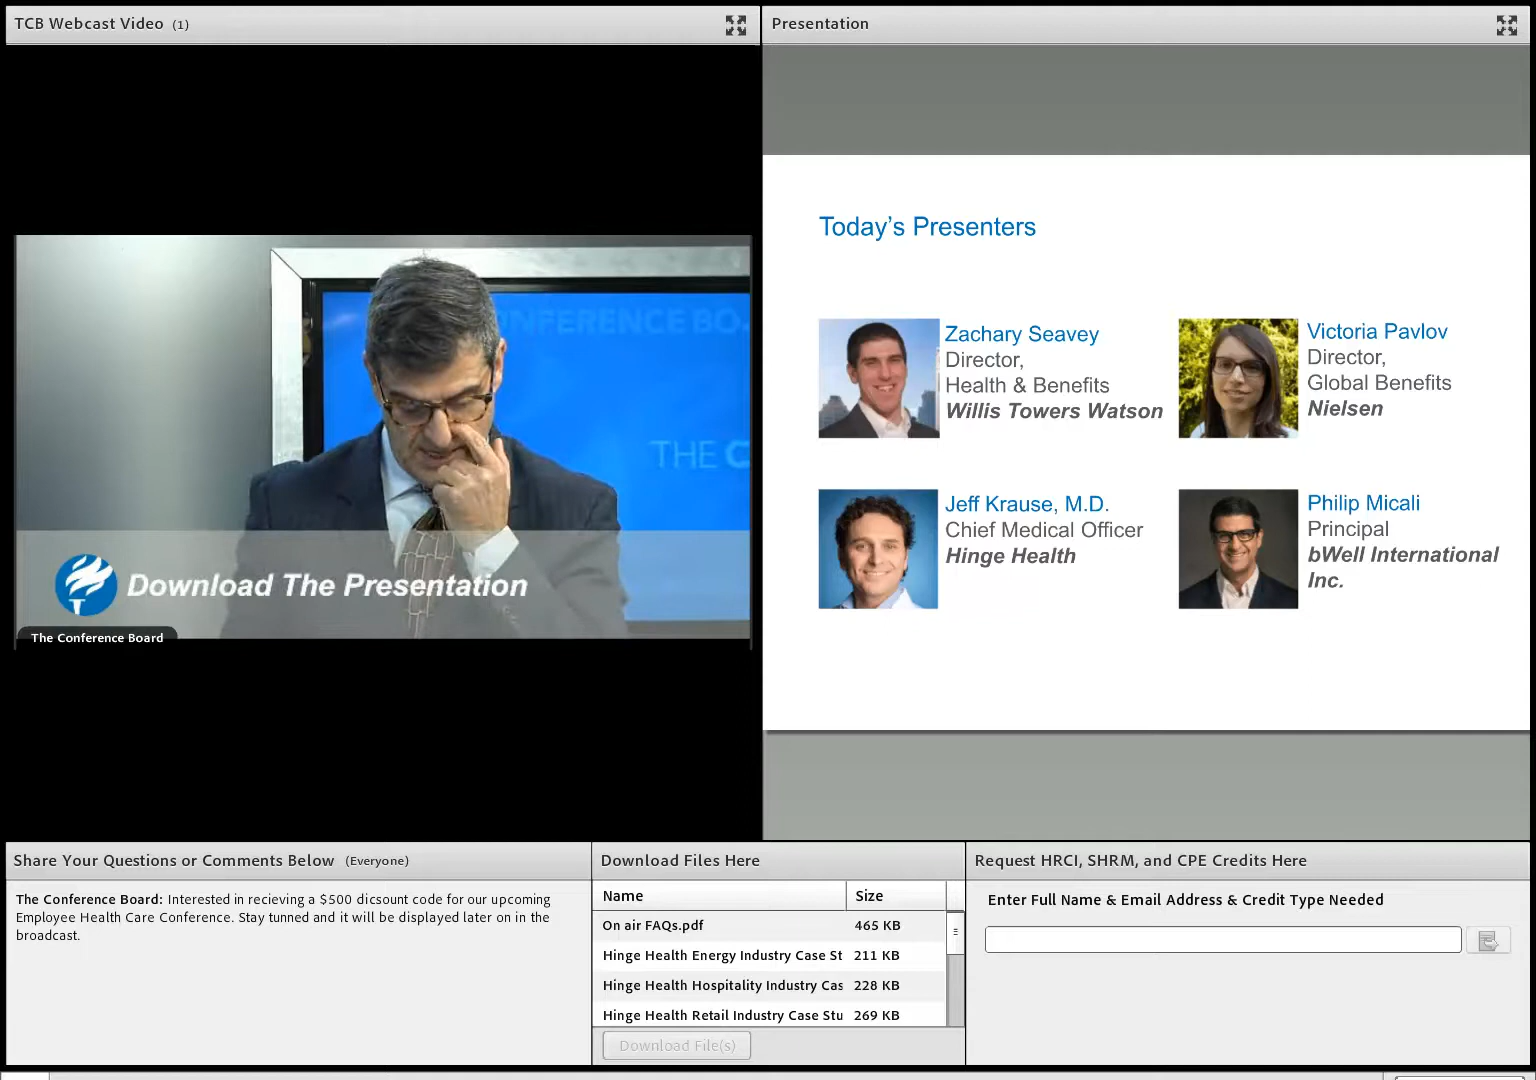 TCB Webcast Video (1)
Presentation
Today's Presenters
Zachary Seavey
Director,
Health & Benefits
Willis Towers Watson
Victoria Pavlov
Director,
Global Benefits
Nielsen
Jeff Krause, M.D.
Chief Medical Officer
Hinge Health
Philip Micali
Principal
bWell International
Inc.
NFERENCE BO
THE C
Download The Presentation
The Conference Board
Share Your Questions or Comments Below (Everyone)
The Conference Board: Interested in recieving a $500 dicsount code for our upcoming
Employee Health Care Conference. Stay tunned and it will be displayed later on in the
broadcast.
Download Files Here
Name Size
On air FAQs.pdf 465 KB
Hinge Health Energy Industry Case St 211 KB
Hinge Health Hospitality Industry Cas 228 KB
Hinge Health Retail Industry Case Stu 269 KB
Download File(s)
Request HRCI, SHRM, and CPE Credits Here
Enter Full Name & Email Address & Credit Type Needed